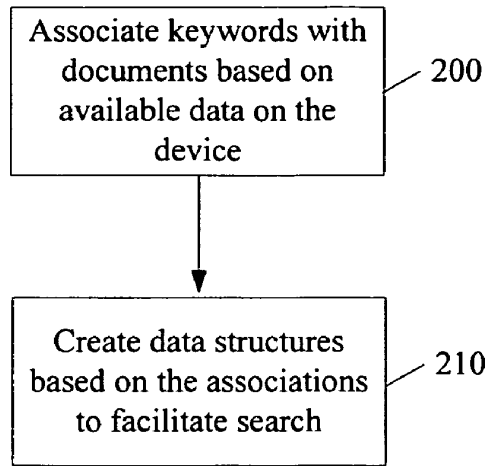 Associate keywords with
documents based on
available data on the
device
200
Create data structures
based on the associations
to facilitate search
210